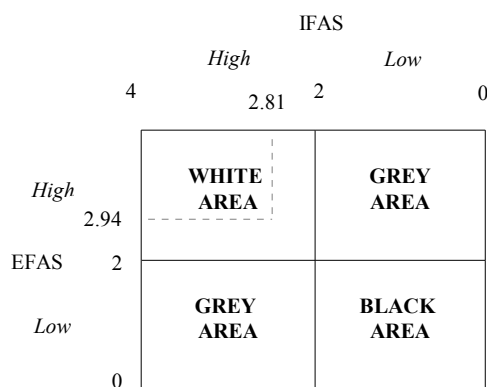 IFAS
High Low
4 2.81 2 0
WHITE AREA GREY AREA
High
2.94
EFAS 2
GREY AREA BLACK AREA
Low
0